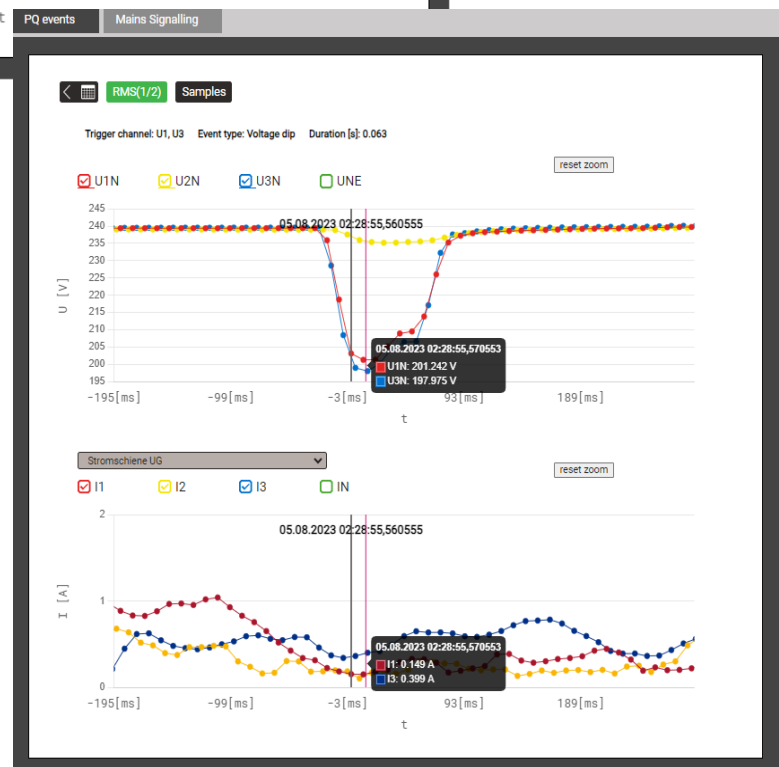 t
PQ events Mains Signalling
RMS(1/2) Samples
Trigger channel: U1, U3 Event type: Voltage dip Duration [s]: 0.063
reset zoom
U1N U2N U3N UNE
245
05.08.2023 02:28:55,560555
240
235
230
225
220
215
210
205
200
195
U [V]
05.08.2023 02:28:55,570553
U1N: 201.242 V
U3N: 197.975 V
-195[ms] -99[ms] -3[ms] 93[ms] 189[ms]
t
Stromschiene UG
reset zoom
I1 I2 I3 IN
2
05.08.2023 02:28:55,560555
1
I [A]
0
05.08.2023 02:28:55,570553
I1: 0.149 A
I3: 0.399 A
-195[ms] -99[ms] -3[ms] 93[ms] 189[ms]
t